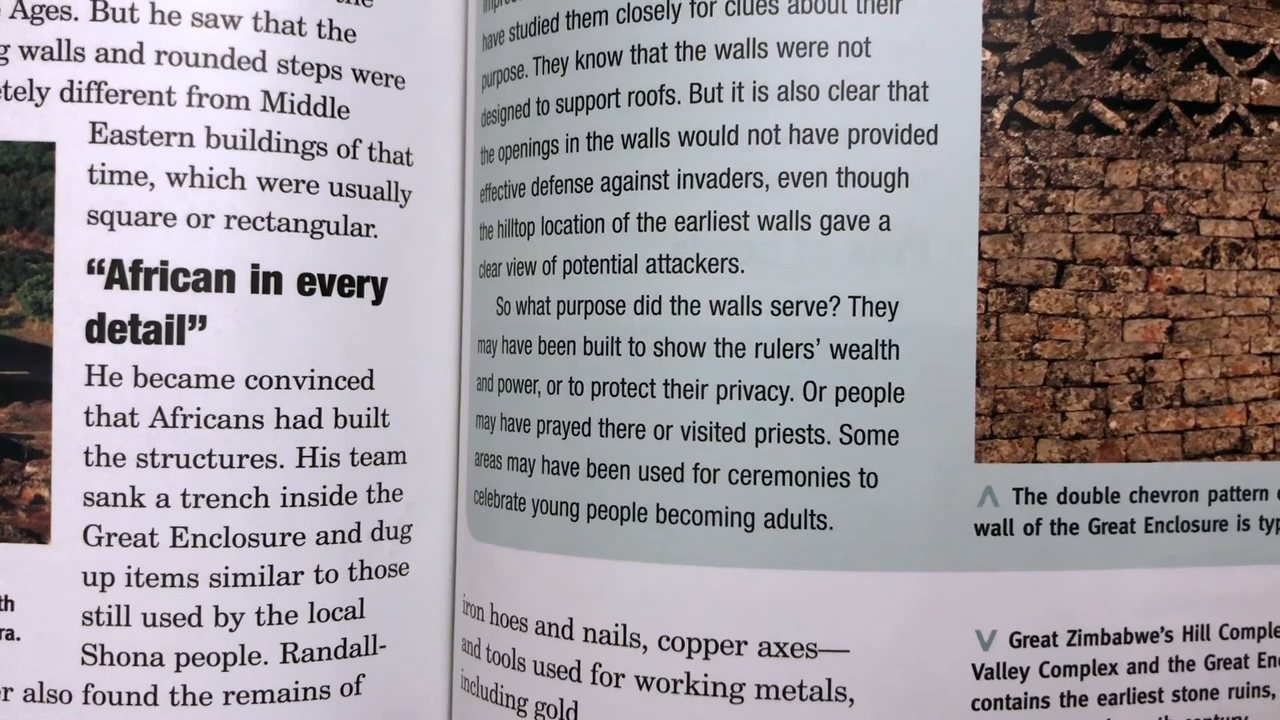 Ages. But he saw that the
walls and rounded steps were
different from Middle
Eastern buildings of that
time, which were usually
square or rectangular.
“African in every
detail”
He became convinced
that Africans had built
the structures. His team
sank a trench inside the
Great Enclosure and dug
up items similar to those
still used by the local
Shona people. Randall-
also found the remains of
have studied them closely for clues about their
purpose. They know that the walls were not
designed to support roofs. But it is also clear that
the openings in the walls would not have provided
effective defense against invaders, even though
the hilltop location of the earliest walls gave a
clear view of potential attackers.
So what purpose did the walls serve? They
may have been built to show the rulers’ wealth
and power, or to protect their privacy. Or people
may have prayed there or visited priests. Some
areas may have been used for ceremonies to
celebrate young people becoming adults.
iron hoes and nails, copper axes—
and tools used for working metals,
including gold
The double chevron pattern
wall of the Great Enclosure is
Great Zimbabwe’s Hill
Valley Complex and the Great
contains the earliest stone ruins,